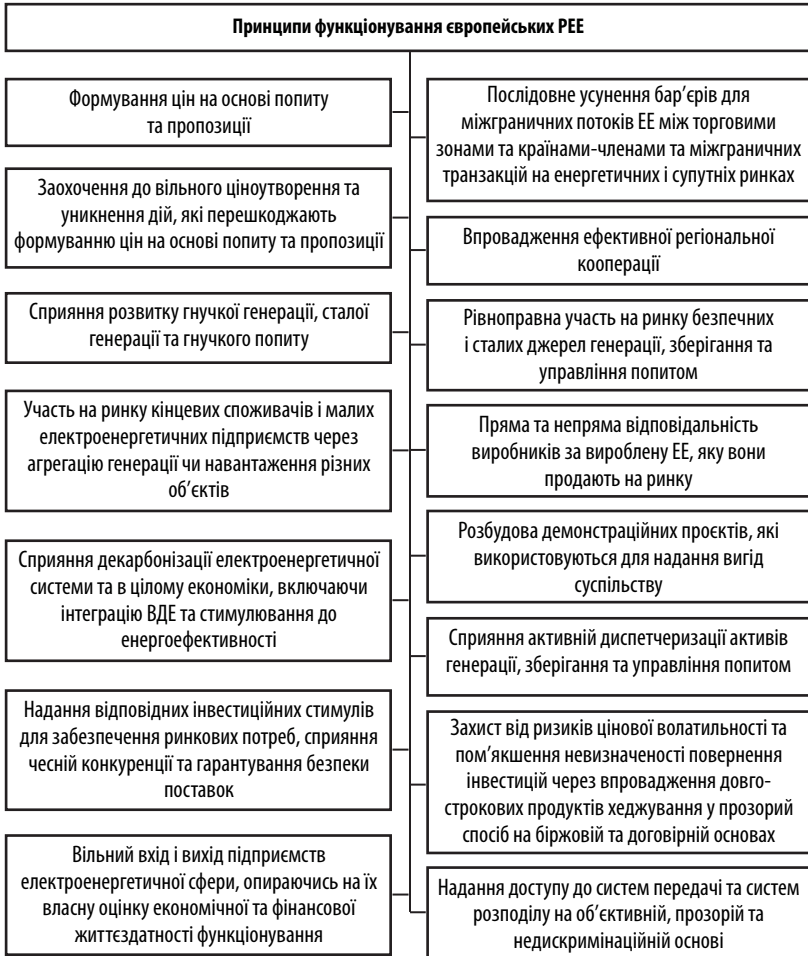 Принципи функціонування європейських РЕЕ
Формування цін на основі попиту
та пропозиції
Заохочення до вільного ціноутворення та
уникнення дій, які перешкоджають
формуванню цін на основі попиту та пропозиції
Сприяння розвитку гнучкої генерації, сталої
генерації та гнучкого попиту
Участь на ринку кінцевих споживачів і малих
електроенергетичних підприємств через
агрегацію генерації чи навантаження різних
об’єктів
Сприяння декарбонізації електроенергетичної
системи та в цілому економіки, включаючи
інтеграцію ВДЕ та стимулювання до
енергоефективності
Надання відповідних інвестиційних стимулів
для забезпечення ринкових потреб, сприяння
чесній конкуренції та гарантування безпеки
поставок
Вільний вхід і вихід підприємств
електроенергетичної сфери, опираючись на їх
власну оцінку економічної та фінансової
життєздатності функціонування
Послідовне усунення бар’єрів для
міжграничних потоків ЕЕ між торговими
зонами та країнами-членами та міжграничних
транзакцій на енергетичних і супутніх ринках
Впровадження ефективної регіональної
кооперації
Рівноправна участь на ринку безпечних
і сталих джерел генерації, зберігання та
управління попитом
Пряма та непряма відповідальність
виробників за вироблену ЕЕ, яку вони
продають на ринку
Розбудова демонстраційних проєктів, які
використовуються для надання вигід
суспільству
Сприяння активній диспетчеризації активів
генерації, зберігання та управління попитом
Захист від ризиків цінової волатильності та
пом’якшення невизначеності повернення
інвестицій через впровадження довго-
строкових продуктів хеджування у прозорий
спосіб на біржовій та договірній основах
Надання доступу до систем передачі та систем
розподілу на об’єктивній, прозорій та
недискримінаційній основі